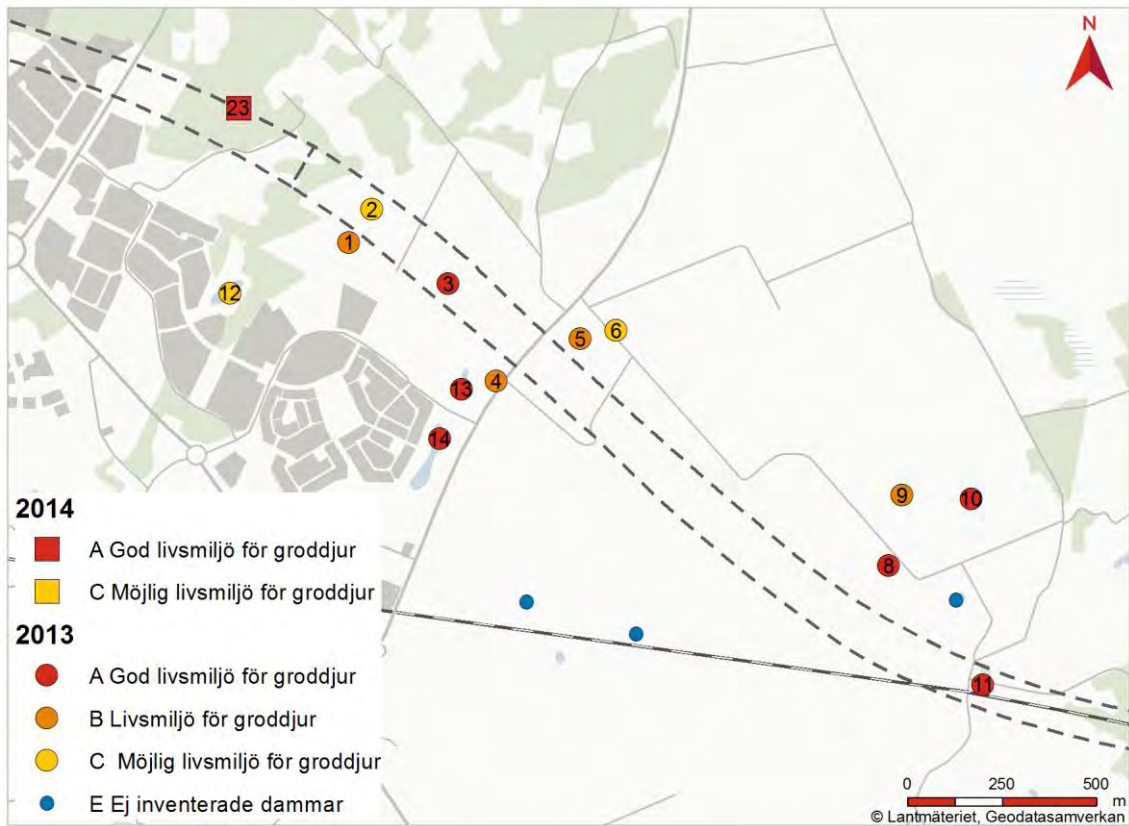 N
23
2
1
3
12
6
5
4
13
14
9
10
8
11
2014
A God livsmiljö för groddjur
C Möjlig livsmiljö för groddjur
2013
A God livsmiljö för groddjur
B Livsmiljö för groddjur
C Möjlig livsmiljö för groddjur
E Ej inventerade dammar
0 250 500
m
© Lantmäteriet, Geodatasamverkan